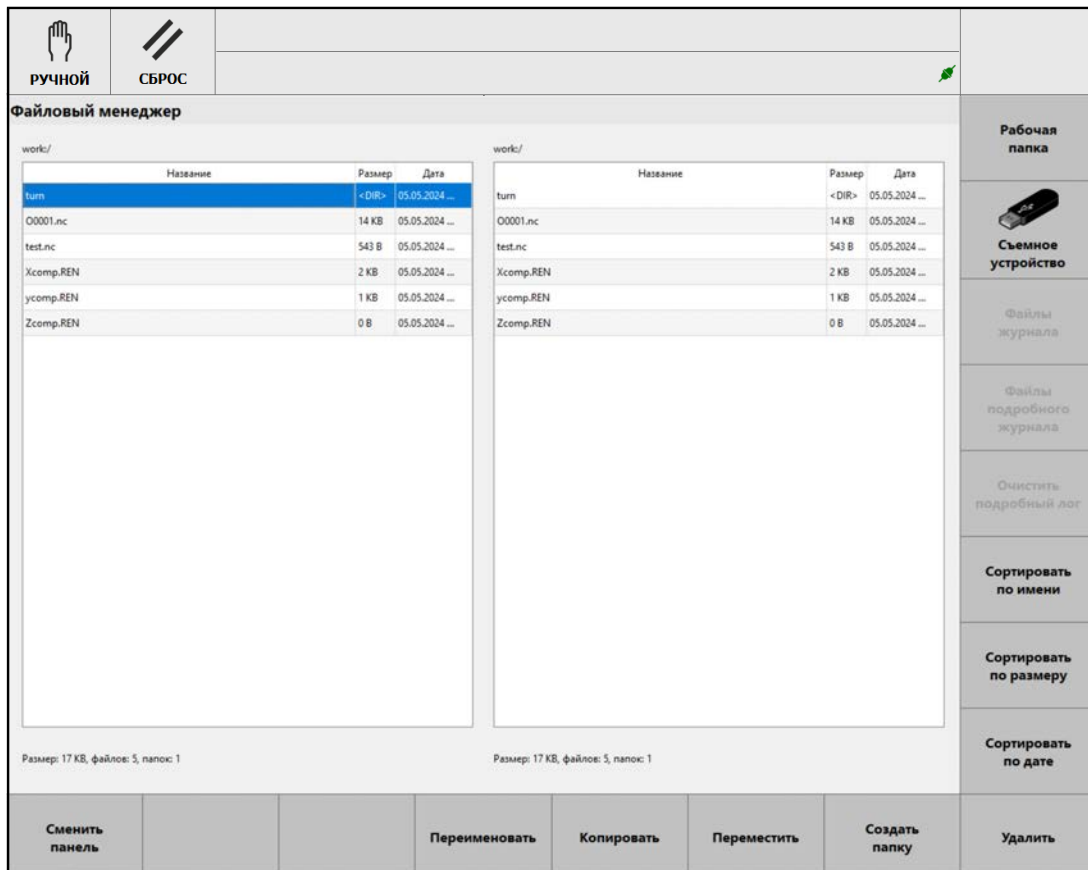 РУЧНОЙ
СБРОС
Файловый менеджер
work:/
Название Размер Дата
turn <DIR> 05.05.2024 ...
O0001.nc 14 KB 05.05.2024 ...
test.nc 543 B 05.05.2024 ...
Xcomp.REN 2 KB 05.05.2024 ...
ycomp.REN 1 KB 05.05.2024 ...
Zcomp.REN 0 B 05.05.2024 ...
Размер: 17 KB, файлов: 5, папок: 1
work:/
Название Размер Дата
turn <DIR> 05.05.2024 ...
O0001.nc 14 KB 05.05.2024 ...
test.nc 543 B 05.05.2024 ...
Xcomp.REN 2 KB 05.05.2024 ...
ycomp.REN 1 KB 05.05.2024 ...
Zcomp.REN 0 B 05.05.2024 ...
Размер: 17 KB, файлов: 5, папок: 1
Рабочая
папка
Съемное
устройство
Файлы
журнала
Файлы
подробного
журнала
Очистить
подробный лог
Сортировать
по имени
Сортировать
по размеру
Сортировать
по дате
Сменить
панель
Переименовать
Копировать
Переместить
Создать
папку
Удалить